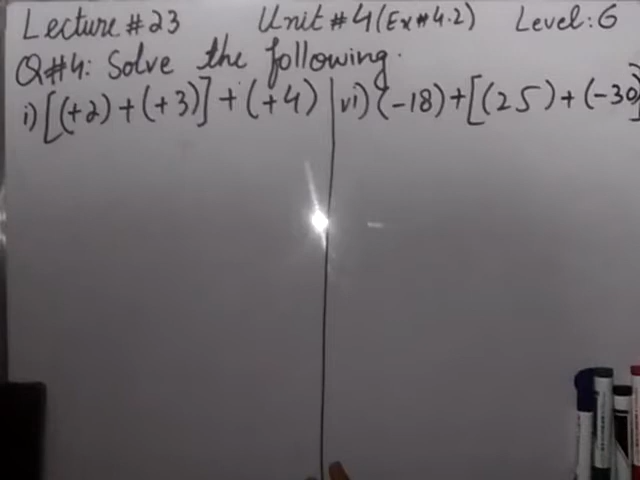 Lecture #23 Unit #4(Ex#4.2) Level:6
Q#4: Solve the following.
i) [(+2)+(+3)]+(+4) vi) (-18)+[(25)+(-30)]